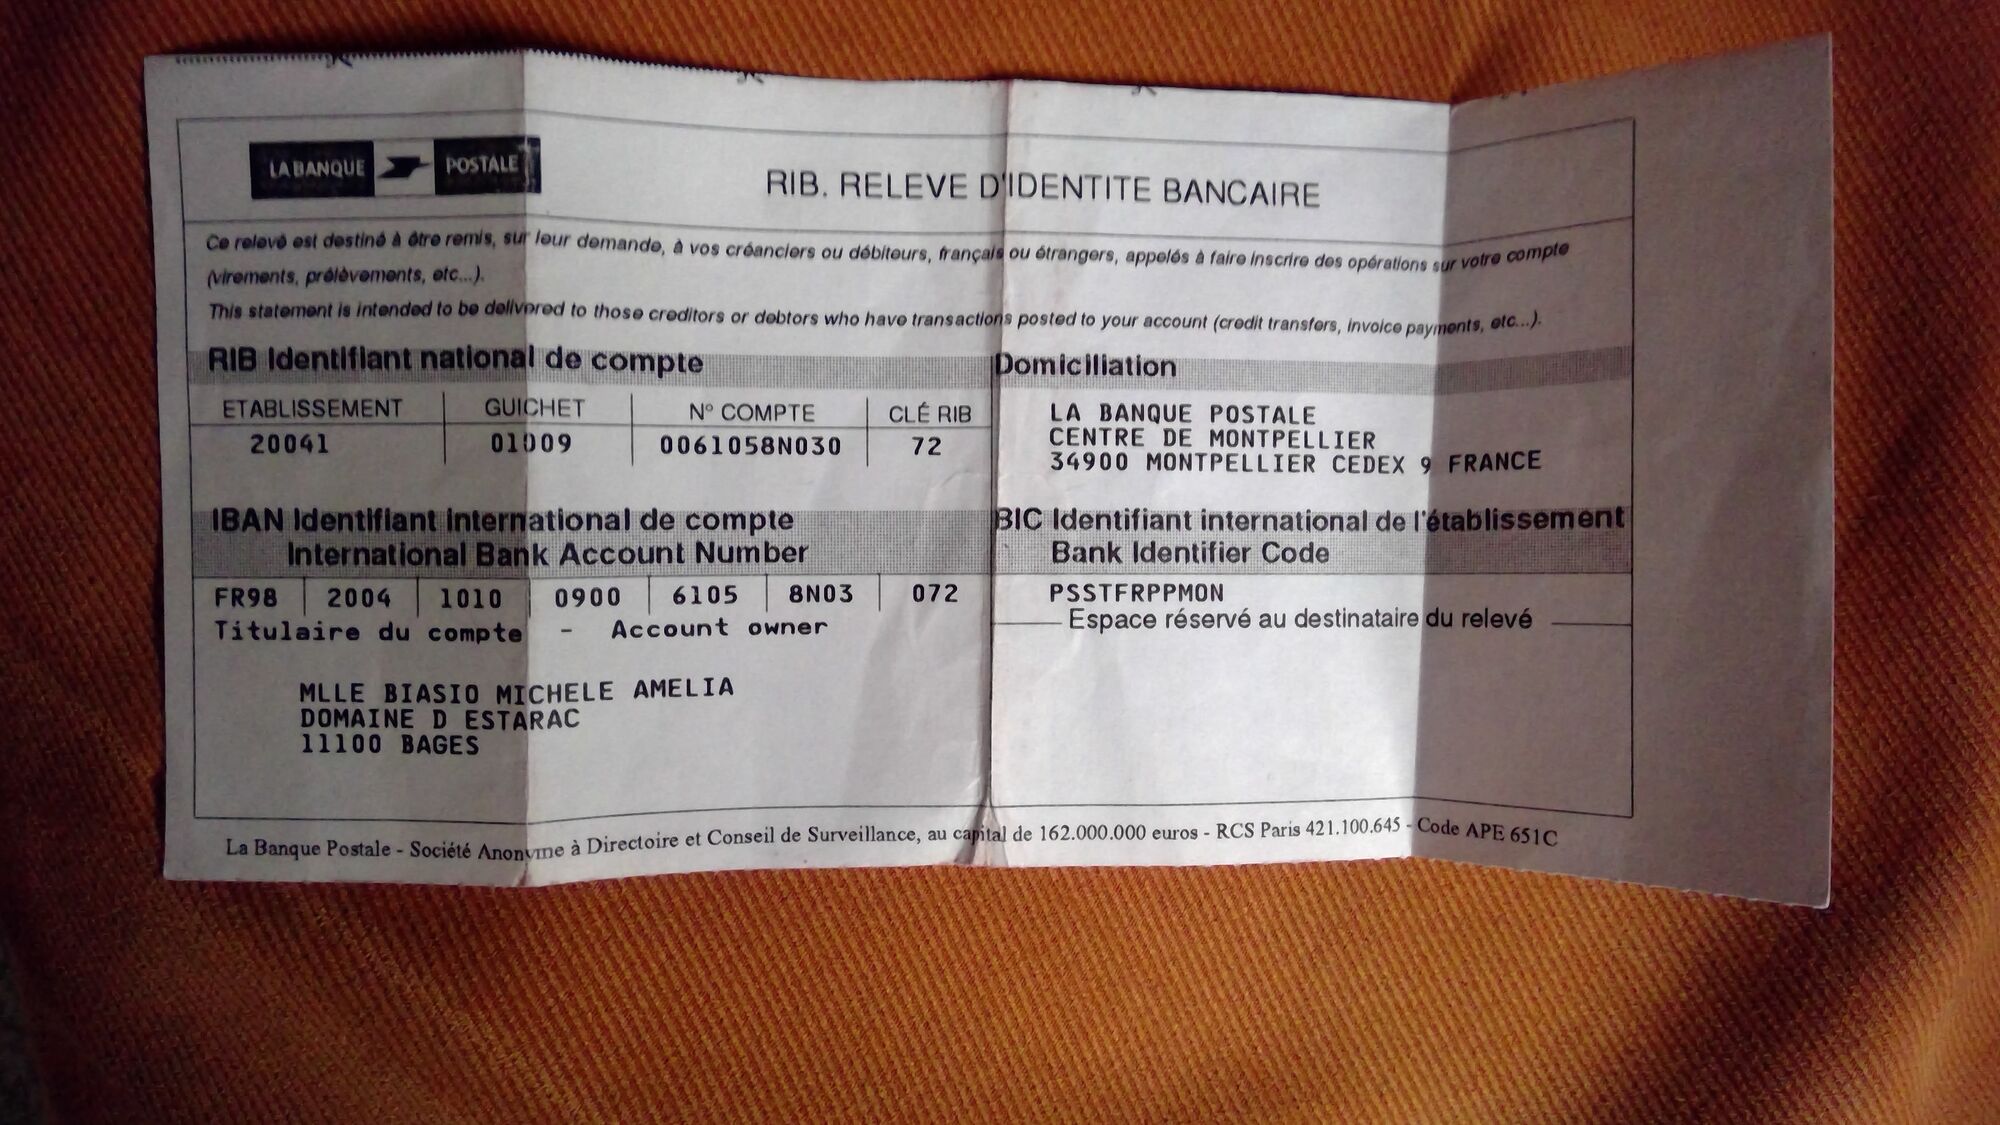 LA BANQUE POSTALE
RIB. RELEVE D'IDENTITE BANCAIRE
Ce relevé est destiné à être remis, sur leur demande, à vos créanciers ou débiteurs, français ou étrangers, appelés à faire inscrire des opérations sur votre compte
(virements, prélèvements, etc...).
This statement is intended to be delivered to those creditors or debtors who have transactions posted to your account (credit transfers, invoice payments, etc...).
RIB Identifiant national de compte
ETABLISSEMENT GUICHET N° COMPTE CLÉ RIB
20041 01009 0061058N030 72
Domiciliation
LA BANQUE POSTALE
CENTRE DE MONTPELLIER
34900 MONTPELLIER CEDEX 9 FRANCE
IBAN Identifiant international de compte
International Bank Account Number
FR98 2004 1010 0900 6105 8N03 072
BIC Identifiant international de l'établissement
Bank Identifier Code
PSSTFRPPMON
Espace réservé au destinataire du relevé
Titulaire du compte - Account owner
MLLE BIASIO MICHELE AMELIA
DOMAINE D ESTARAC
11100 BAGES
La Banque Postale - Société Anonyme à Directoire et Conseil de Surveillance, au capital de 162.000.000 euros - RCS Paris 421.100.645 - Code APE 651C